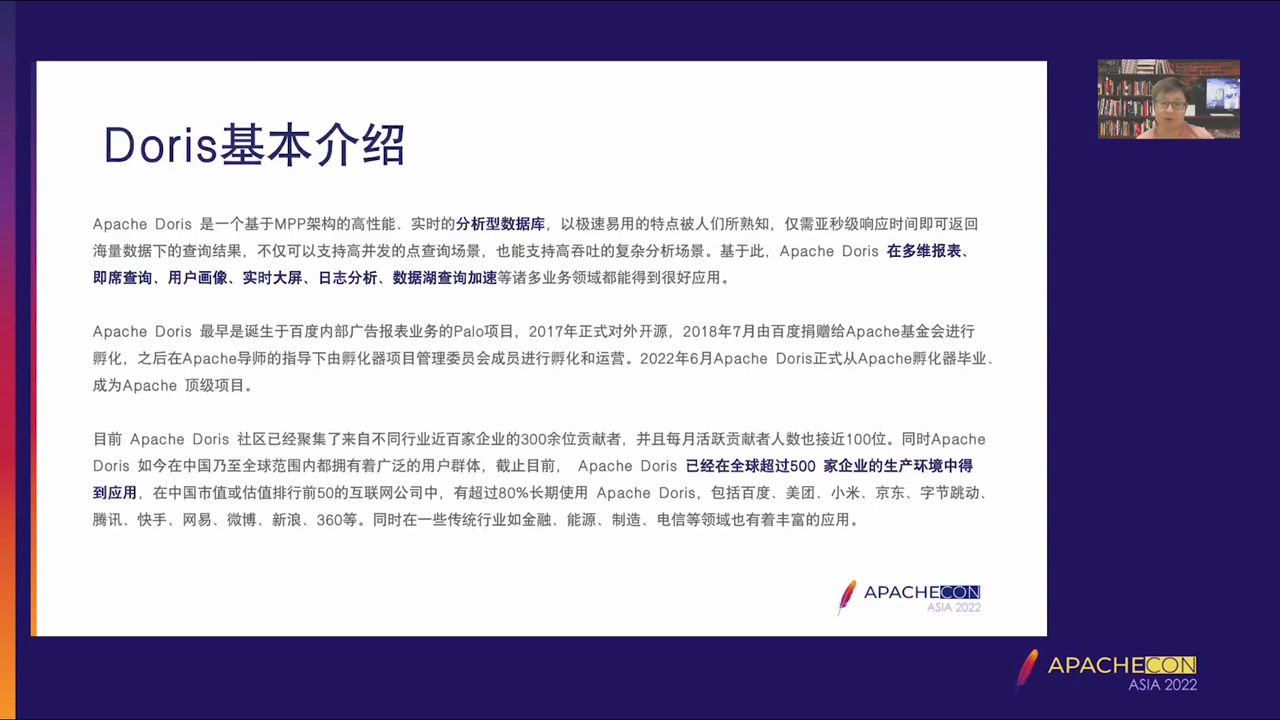 Doris基本介绍
Apache Doris 是一个基于MPP架构的高性能、实时的分析型数据库，以极速易用的特点被人们所熟知，仅需亚秒级响应时间即可返回
海量数据下的查询结果，不仅可以支持高并发的点查询场景，也能支持高吞吐的复杂分析场景。基于此，Apache Doris 在多维报表、
即席查询、用户画像、实时大屏、日志分析、数据湖查询加速等诸多业务领域都能得到很好应用。
Apache Doris 最早是诞生于百度内部广告报表业务的Palo项目，2017年正式对外开源，2018年7月由百度捐赠给Apache基金会进行
孵化，之后在Apache导师的指导下由孵化器项目管理委员会成员进行孵化和运营。2022年6月Apache Doris正式从Apache孵化器毕业、
成为Apache 顶级项目。
目前 Apache Doris 社区已经聚集了来自不同行业近百家企业的300余位贡献者，并且每月活跃贡献者人数也接近100位。同时Apache
Doris 如今在中国乃至全球范围内都拥有着广泛的用户群体，截止目前， Apache Doris 已经在全球超过500 家企业的生产环境中得
到应用，在中国市值或估值排行前50的互联网公司中，有超过80%长期使用 Apache Doris，包括百度、美团、小米、京东、字节跳动、
腾讯、快手、网易、微博、新浪、360等。同时在一些传统行业如金融、能源、制造、电信等领域也有着丰富的应用。
APACHECON
ASIA 2022
APACHECON
ASIA 2022